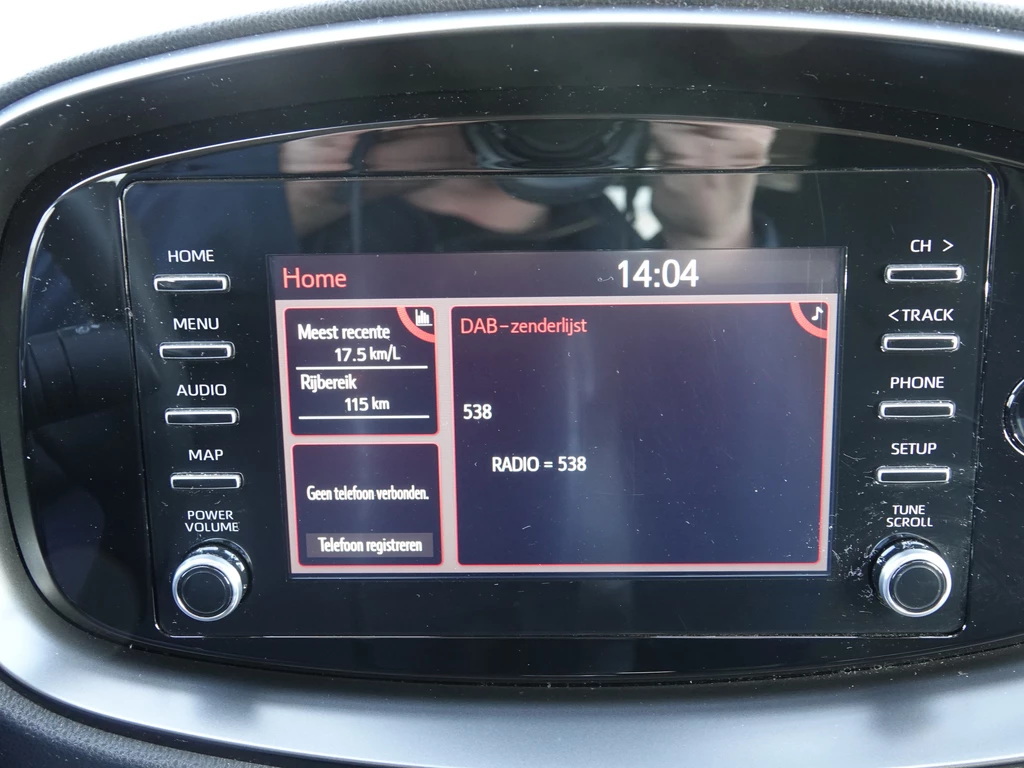 HOME
MENU
AUDIO
MAP
POWER
VOLUME
Home
14:04
Meest recente
17.5 km/L
Rijbereik
115 km
Geen telefoon verbonden.
Telefoon registreren
DAB-zenderlijst
538
RADIO = 538
CH >
<TRACK
PHONE
SETUP
TUNE
SCROLL